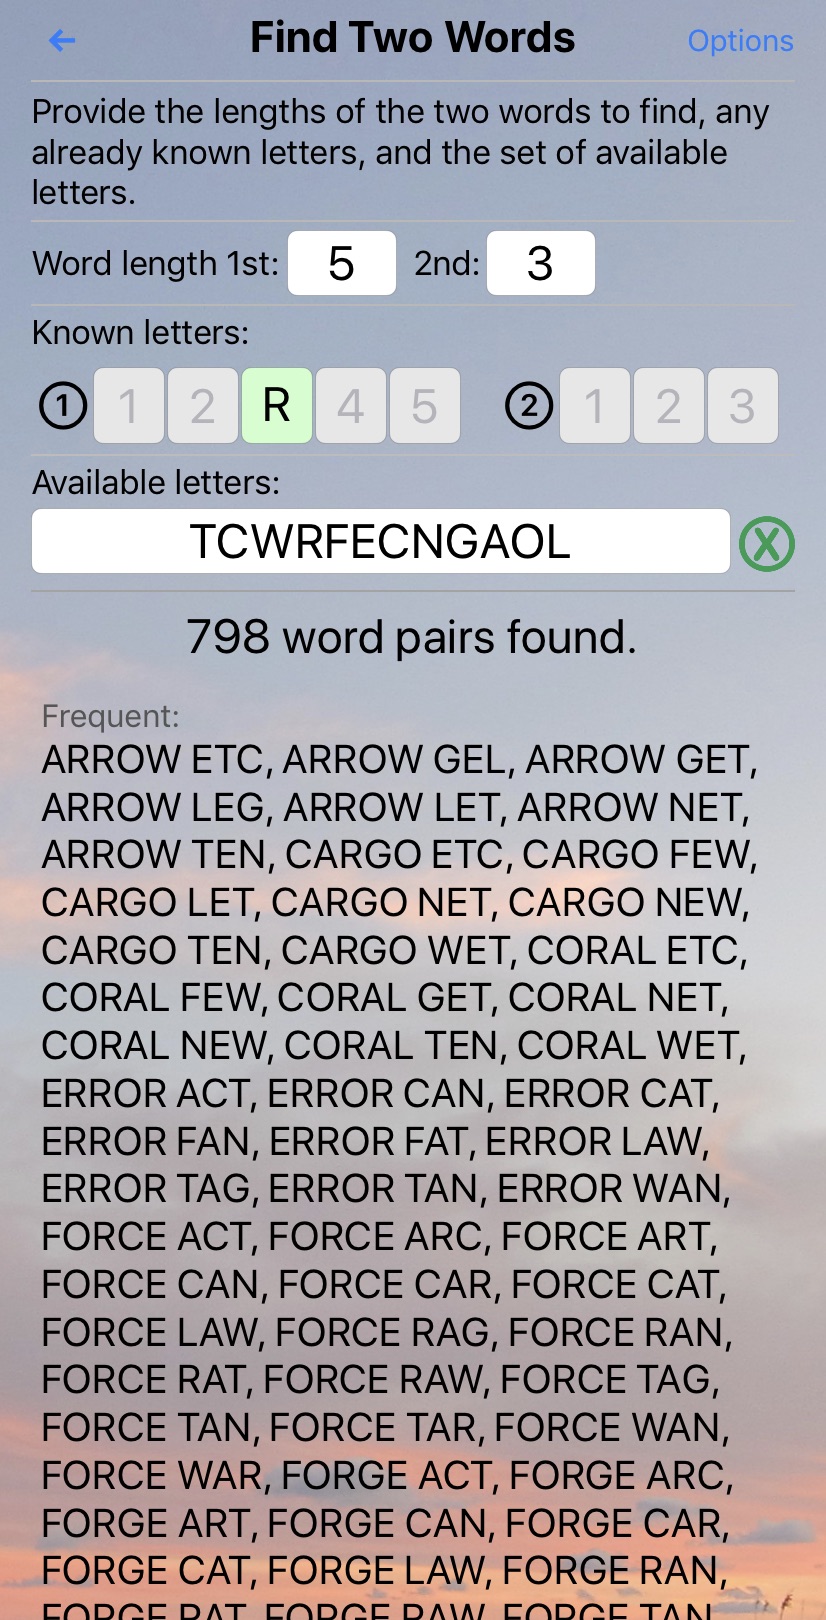 ←
Find Two Words
Options
Provide the lengths of the two words to find, any
already known letters, and the set of available
letters.
Word length 1st: 5 2nd: 3
Known letters:
1 1 2 R 4 5 2 1 2 3
Available letters:
TCWRFECNGAOL X
798 word pairs found.
Frequent:
ARROW ETC, ARROW GEL, ARROW GET,
ARROW LEG, ARROW LET, ARROW NET,
ARROW TEN, CARGO ETC, CARGO FEW,
CARGO LET, CARGO NET, CARGO NEW,
CARGO TEN, CARGO WET, CORAL ETC,
CORAL FEW, CORAL GET, CORAL NET,
CORAL NEW, CORAL TEN, CORAL WET,
ERROR ACT, ERROR CAN, ERROR CAT,
ERROR FAN, ERROR FAT, ERROR LAW,
ERROR TAG, ERROR TAN, ERROR WAN,
FORCE ACT, FORCE ARC, FORCE ART,
FORCE CAN, FORCE CAR, FORCE CAT,
FORCE LAW, FORCE RAG, FORCE RAN,
FORCE RAT, FORCE RAW, FORCE TAG,
FORCE TAN, FORCE TAR, FORCE WAN,
FORCE WAR, FORGE ACT, FORGE ARC,
FORGE ART, FORGE CAN, FORGE CAR,
FORGE CAT, FORGE LAW, FORGE RAN,
FORGE RAT, FORGE RAW, FORGE TAN